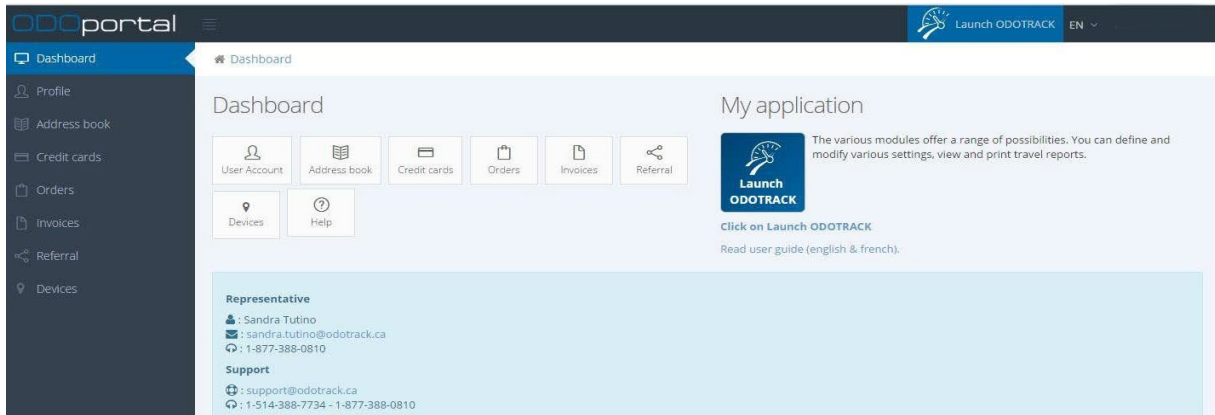 ODOportal
Launch ODOTRACK
EN
Dashboard
Profile
Address book
Credit cards
Orders
Invoices
Referral
Devices
Dashboard
Dashboard
User Account
Address book
Credit cards
Orders
Invoices
Referral
Devices
Help
My application
Launch
ODOTRACK
The various modules offer a range of possibilities. You can define and
modify various settings, view and print travel reports.
Click on Launch ODOTRACK
Read user guide (english & french).
Representative
: Sandra Tutino
: sandra.tutino@odotrack.ca
: 1-877-388-0810
Support
: support@odotrack.ca
: 1-514-388-7734 - 1-877-388-0810